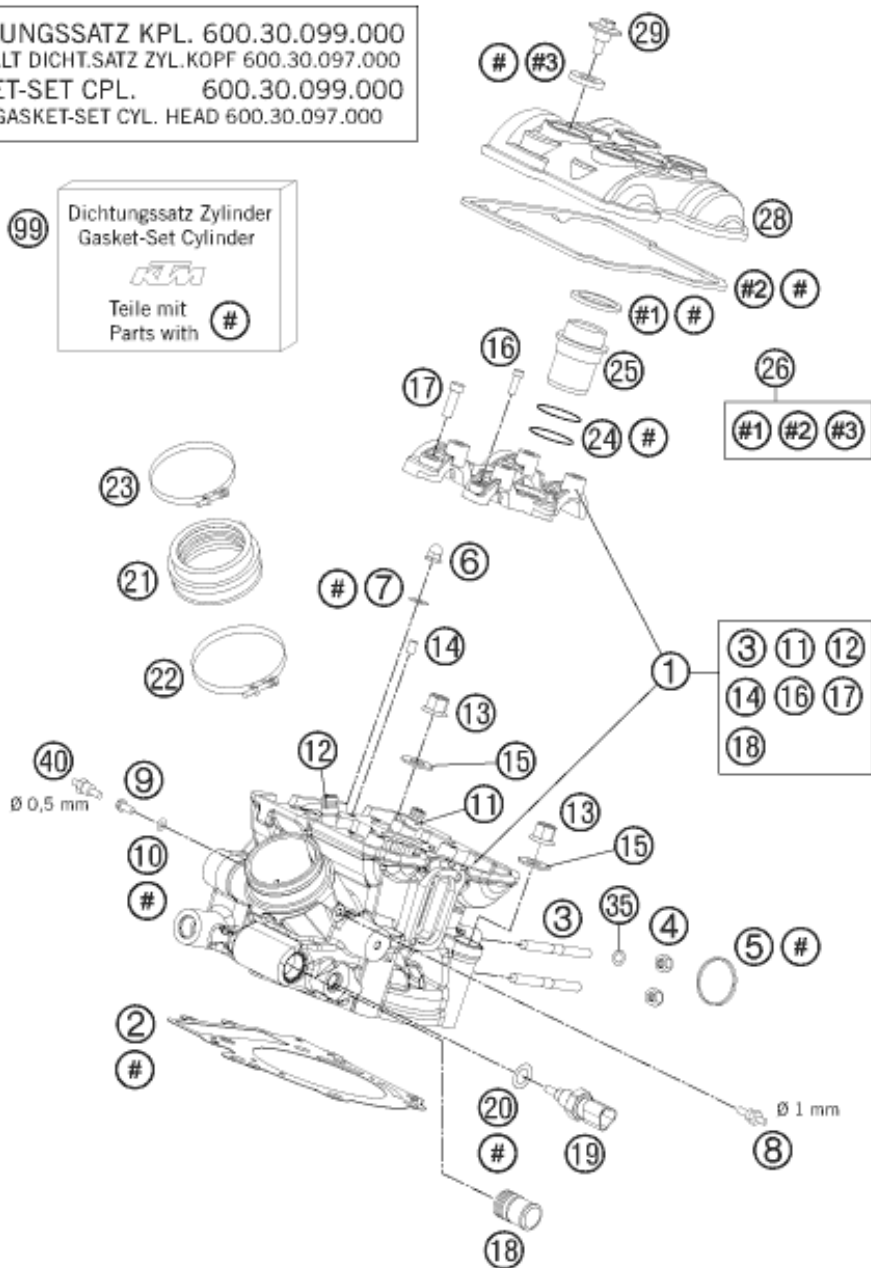 UNGSSATZ KPL. 600.30.099.000
LT DICHT.SATZ ZYL.KOPF 600.30.097.000
ET-SET CPL. 600.30.099.000
GASKET-SET CYL. HEAD 600.30.097.000
29
# #3
28
99
Dichtungssatz Zylinder
Gasket-Set Cylinder
KTM
Teile mit
Parts with #
#2 #
#1 #
16
25
17
26
#1 #2 #3
24 #
23
6
21
# 7
14
1
3 11 12
14 16 17
18
22
13
12
15
40
9
Ø 0,5 mm
11
13
10
#
15
3
35
4
5 #
2
#
20
#
19
Ø 1 mm
8
18